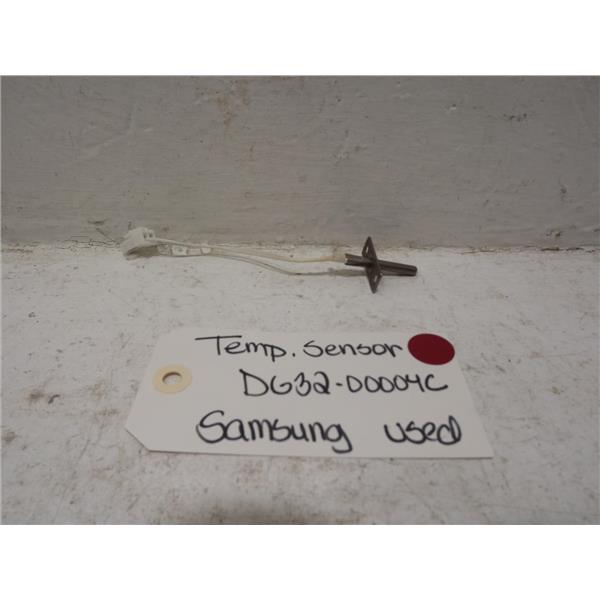 Temp. Sensor
DG32-00004C
Samsung used